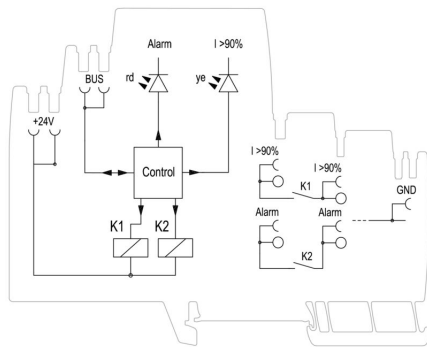 Alarm
I >90%
BUS
rd
ye
+24V
Control
I >90%
I >90%
K1
GND
Alarm
Alarm
K1
K2
K2